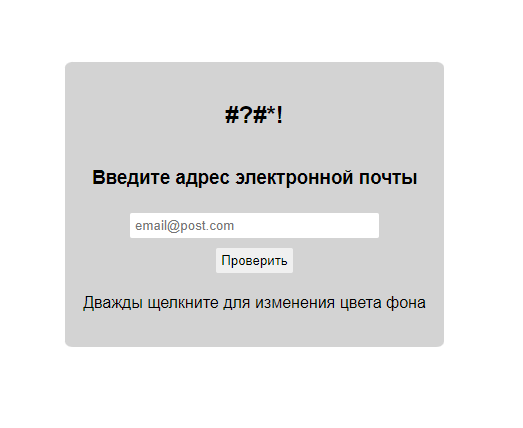 #?#*!
Введите адрес электронной почты
email@post.com
Проверить
Дважды щелкните для изменения цвета фона